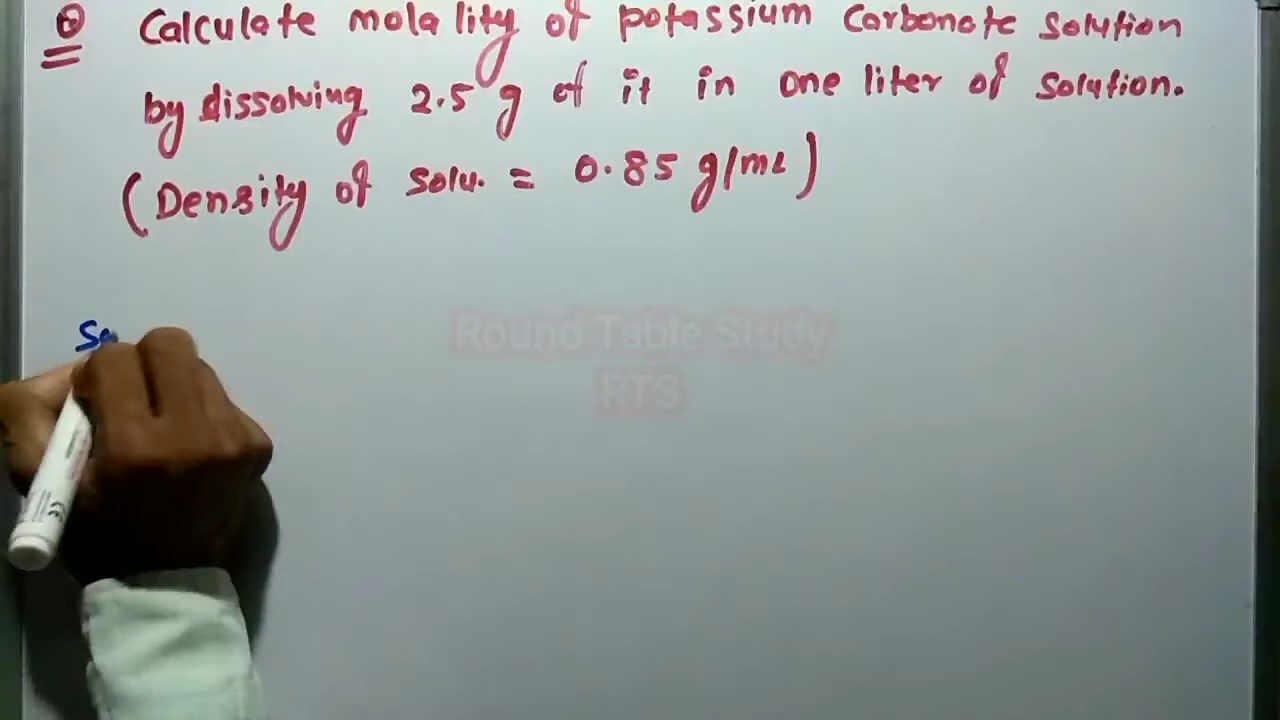 Q Calculate molality of potassium carbonate solution
by dissolving 2.5 g of it in one liter of solution.
(Density of solu. = 0.85 g/mL)
Round Table Study
RTS
So